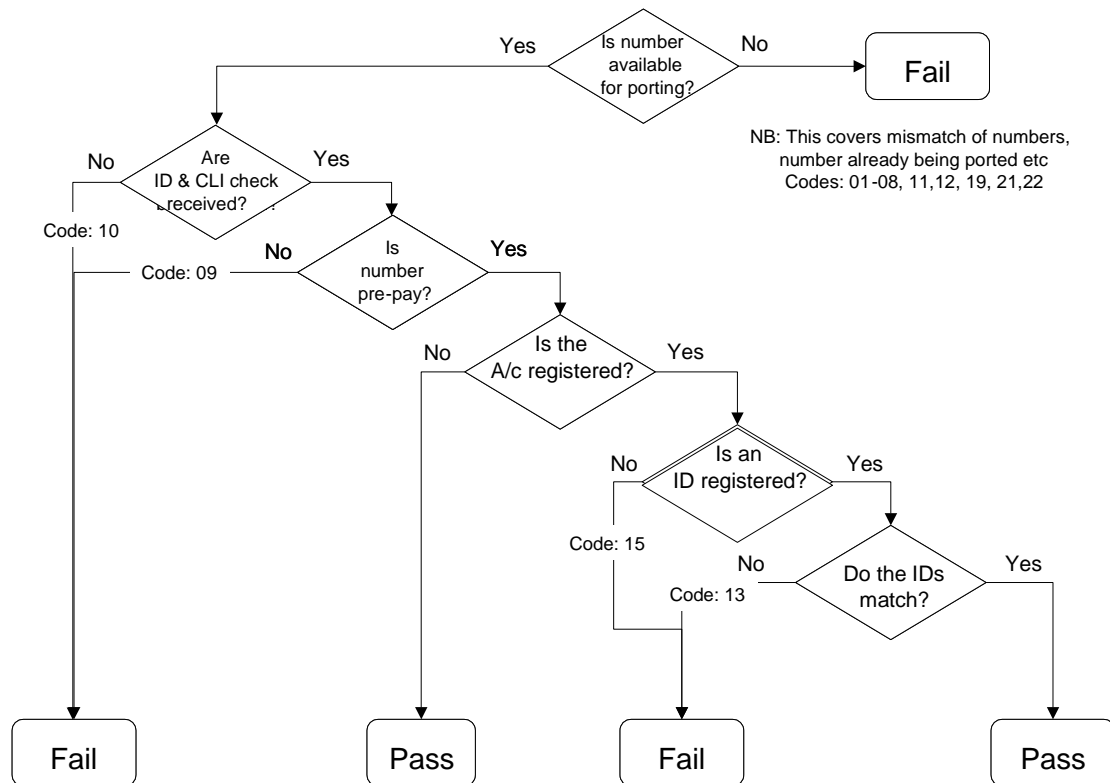 Yes
Is number
available
for porting?
No
Fail
NB: This covers mismatch of numbers,
number already being ported etc
Codes: 01-08, 11,12, 19, 21,22
No
Are
ID & CLI check
received?
Yes
Code: 10
No
Is
number
pre-pay?
Yes
Code: 09
No
Is the
A/c registered?
Yes
No
Is an
ID registered?
Yes
Code: 15
No
Do the IDs
match?
Yes
Code: 13
Fail
Pass
Fail
Pass